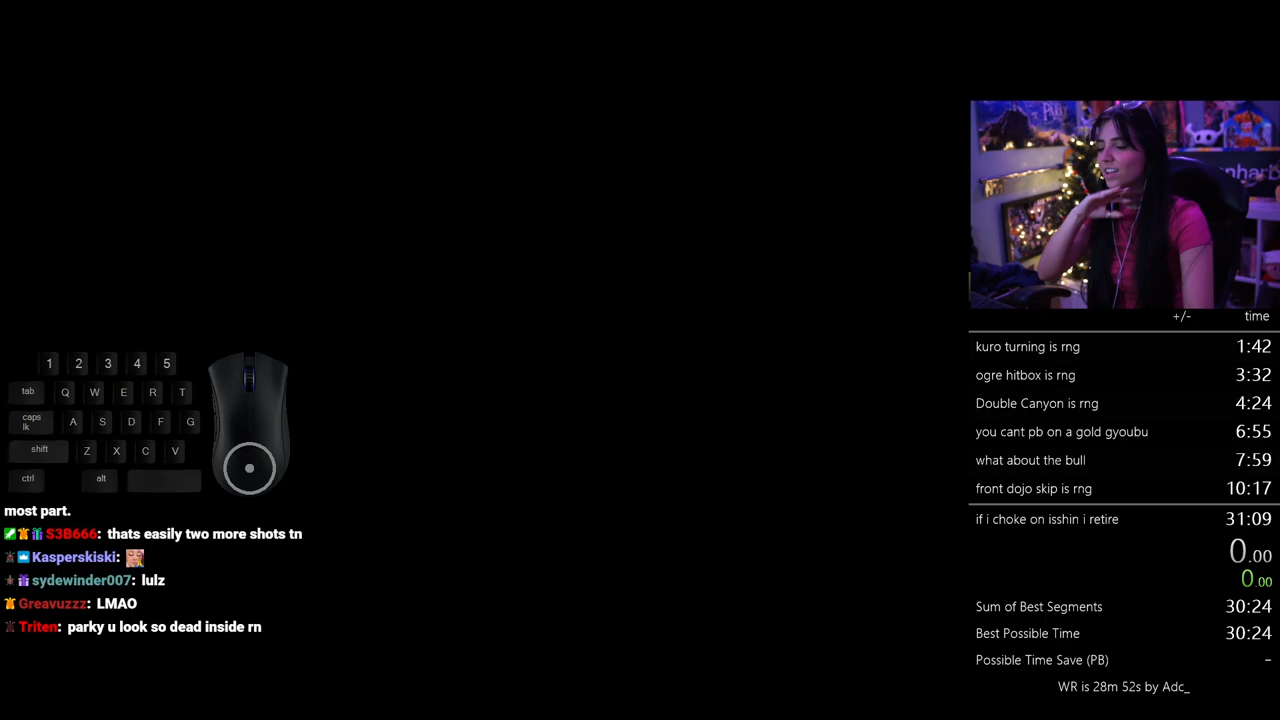 +/- time
kuro turning is rng 1:42
ogre hitbox is rng 3:32
Double Canyon is rng 4:24
you cant pb on a gold gyoubu 6:55
what about the bull 7:59
front dojo skip is rng 10:17
if i choke on isshin i retire 31:09
0.00
0.00
Sum of Best Segments 30:24
Best Possible Time 30:24
Possible Time Save (PB) -
WR is 28m 52s by Adc_
1 2 3 4 5
tab Q W E R T
caps
lk A S D F G
shift Z X C V
ctrl alt
most part.
S3B666: thats easily two more shots tn
Kasperskiski:
sydewinder007: lulz
Greavuzzz: LMAO
Triten: parky u look so dead inside rn